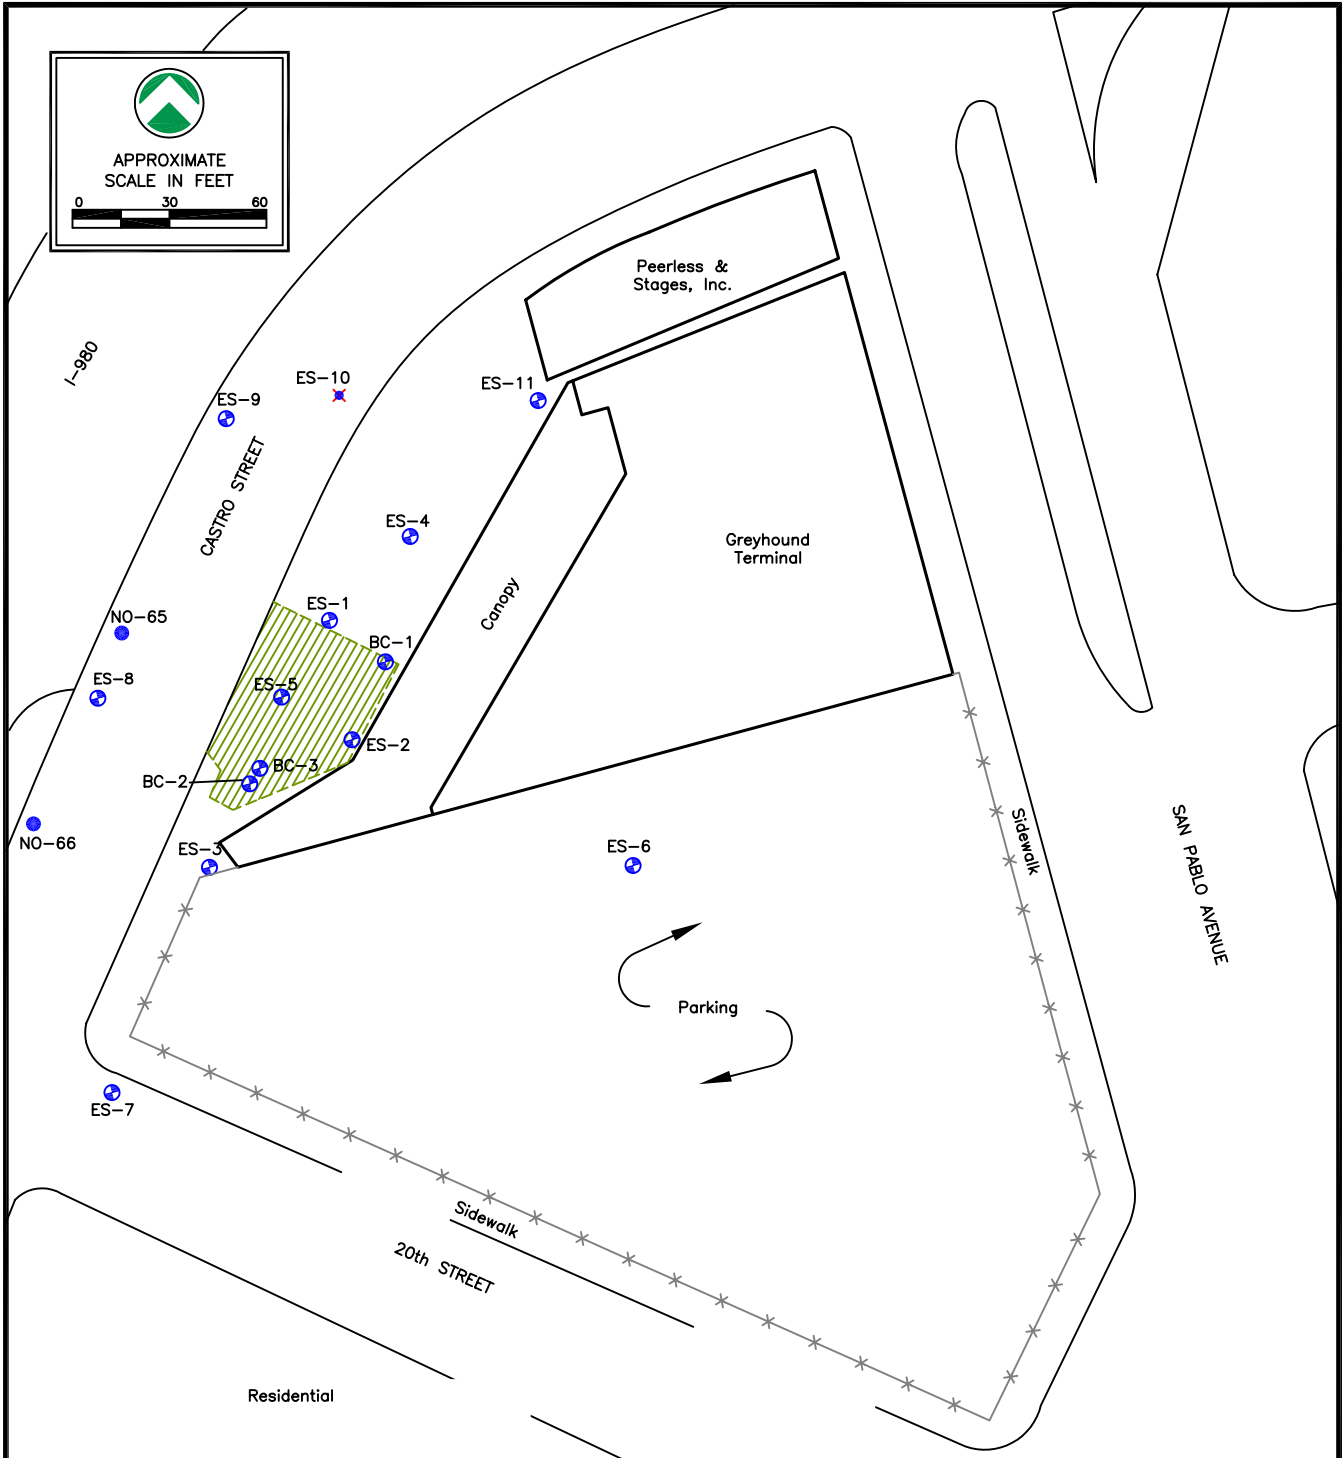 APPROXIMATE
SCALE IN FEET
0 30 60
Peerless &
Stages, Inc.
I-980
ES-10
ES-11
ES-9
CASTRO STREET
ES-4
Greyhound
Terminal
Canopy
ES-1
NO-65
BC-1
ES-8
ES-5
ES-2
BC-3
BC-2
NO-66
ES-3
ES-6
Sidewalk
SAN PABLO AVENUE
Parking
ES-7
Sidewalk
20th STREET
Residential